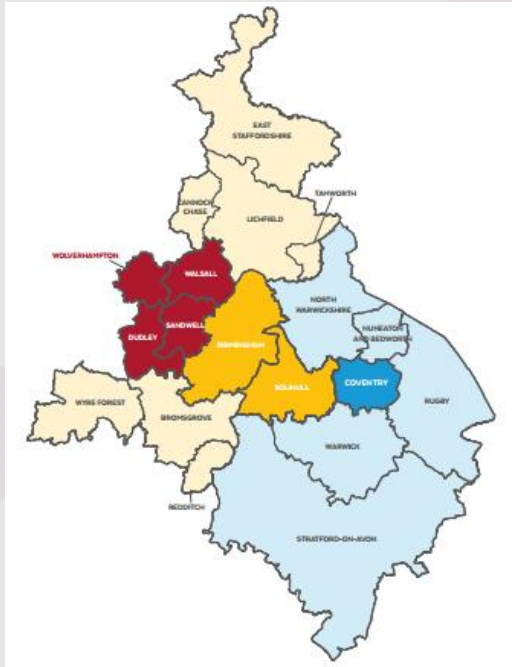 EAST
STAFFORDSHIRE
CANNOCK
CHASE
TAMWORTH
LICHFIELD
WOLVERHAMPTON
WALSALL
NORTH
WARWICKSHIRE
DUDLEY
SANDWELL
NUNEATON
AND BEDWORTH
BIRMINGHAM
SOLIHULL
COVENTRY
WYRE FOREST
BROMSGROVE
RUGBY
WARWICK
REDDITCH
STRATFORD-ON-AVON